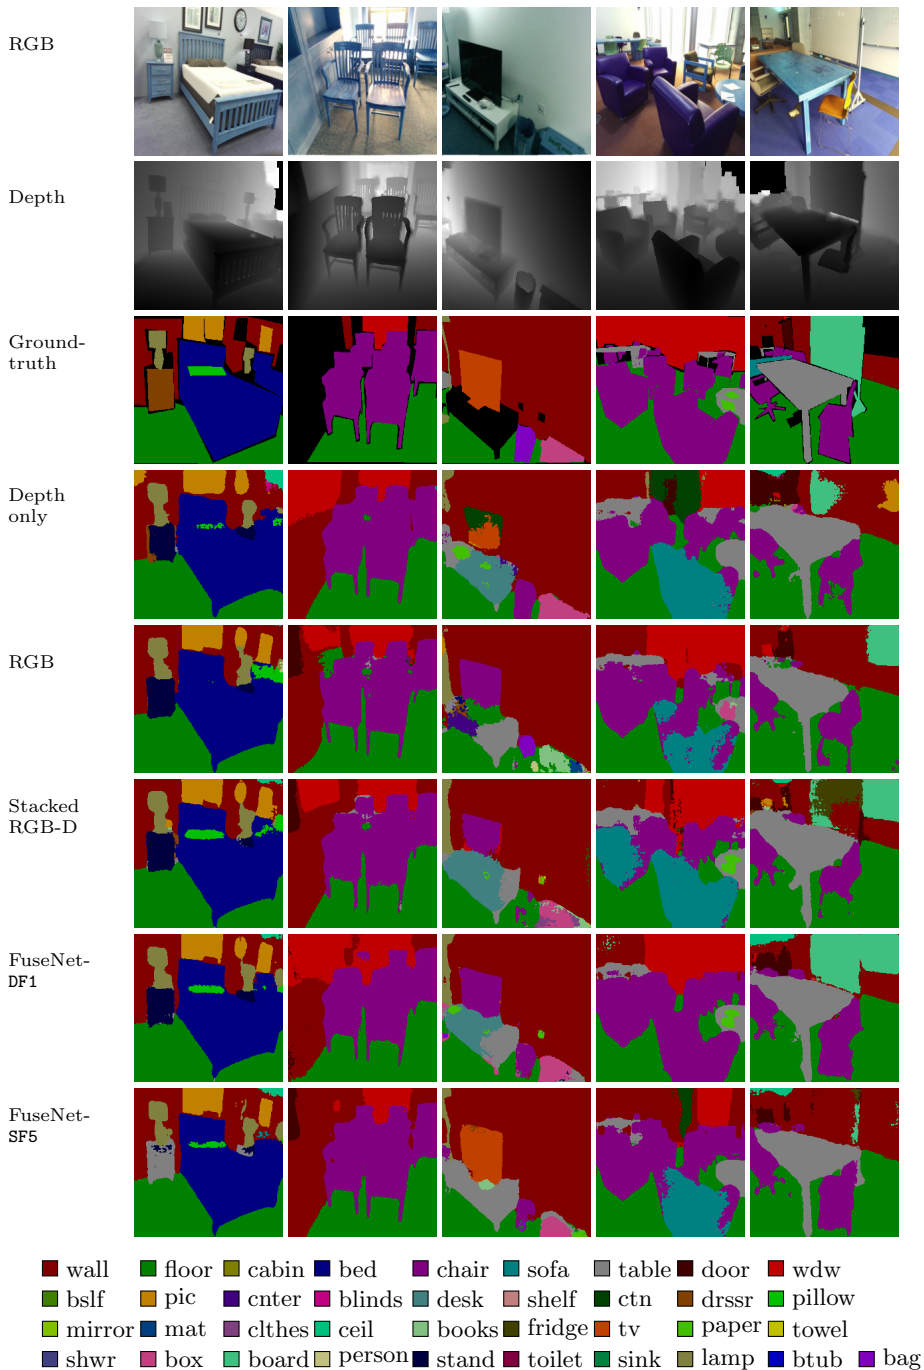 RGB
Depth
Ground-
truth
Depth
only
RGB
Stacked
RGB-D
FuseNet-
DF1
FuseNet-
SF5
wall floor cabin bed chair sofa table door wdw
bslf pic cnter blinds desk shelf ctn drssr pillow
mirror mat clthes ceil books fridge tv paper towel
shwr box board person stand toilet sink lamp btub bag